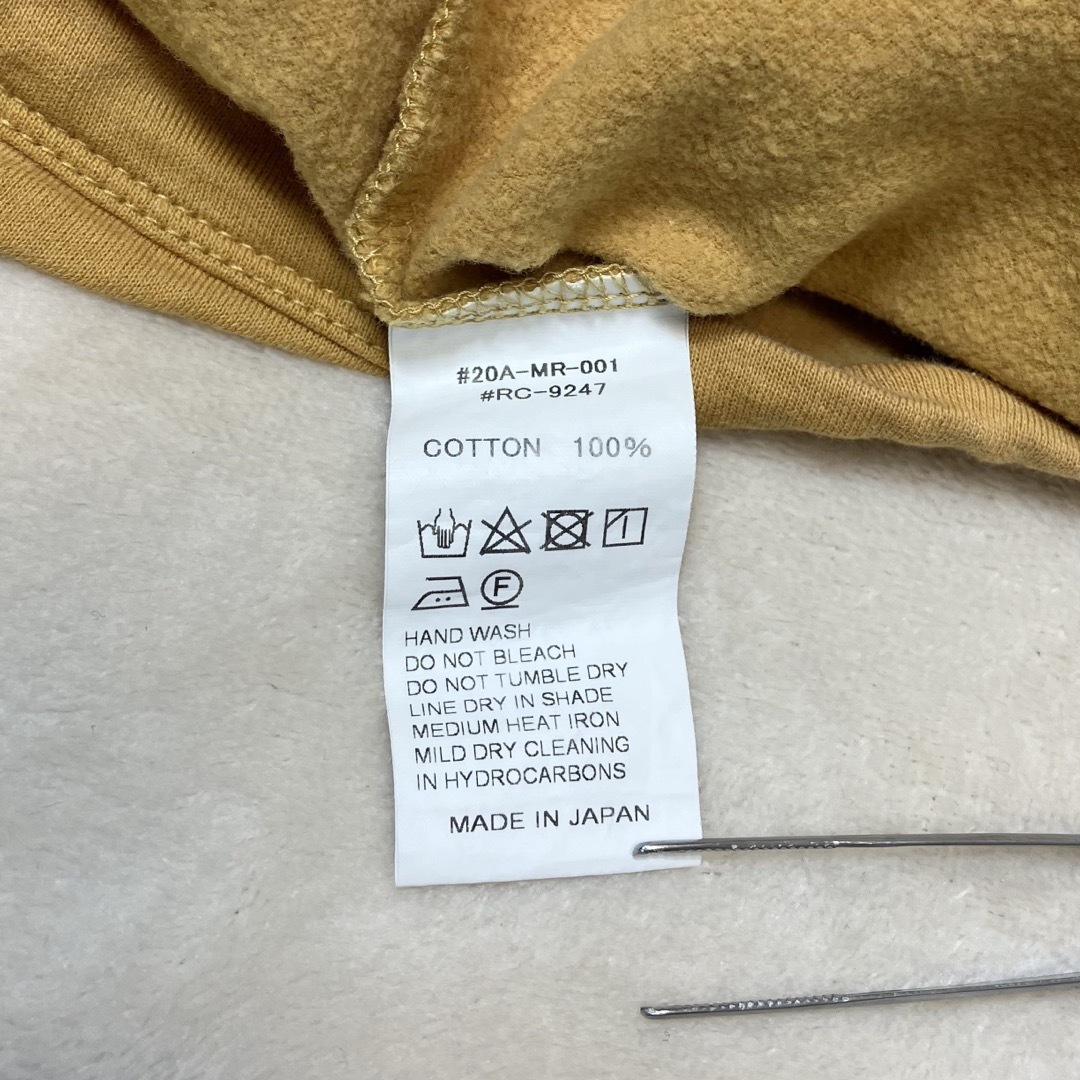 #20A-MR-001
#RC-9247
COTTON 100%
F
HAND WASH
DO NOT BLEACH
DO NOT TUMBLE DRY
LINE DRY IN SHADE
MEDIUM HEAT IRON
MILD DRY CLEANING
IN HYDROCARBONS
MADE IN JAPAN